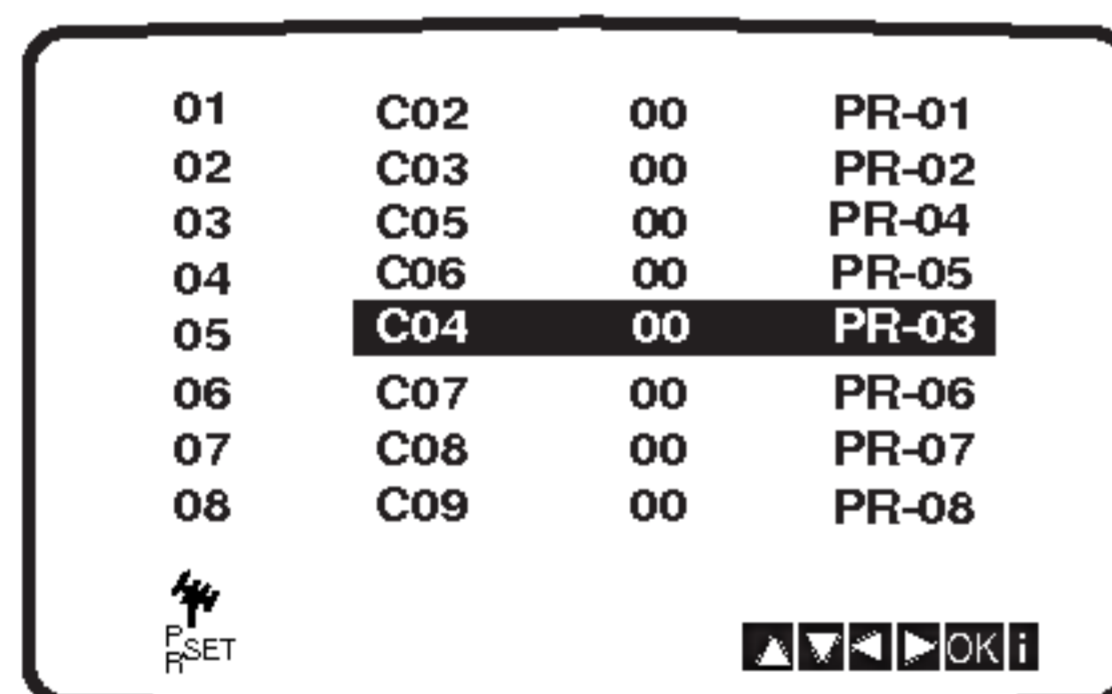 01 C02 00 PR-01
02 C03 00 PR-02
03 C05 00 PR-04
04 C06 00 PR-05
05 C04 00 PR-03
06 C07 00 PR-06
07 C08 00 PR-07
08 C09 00 PR-08
PR SET OK i